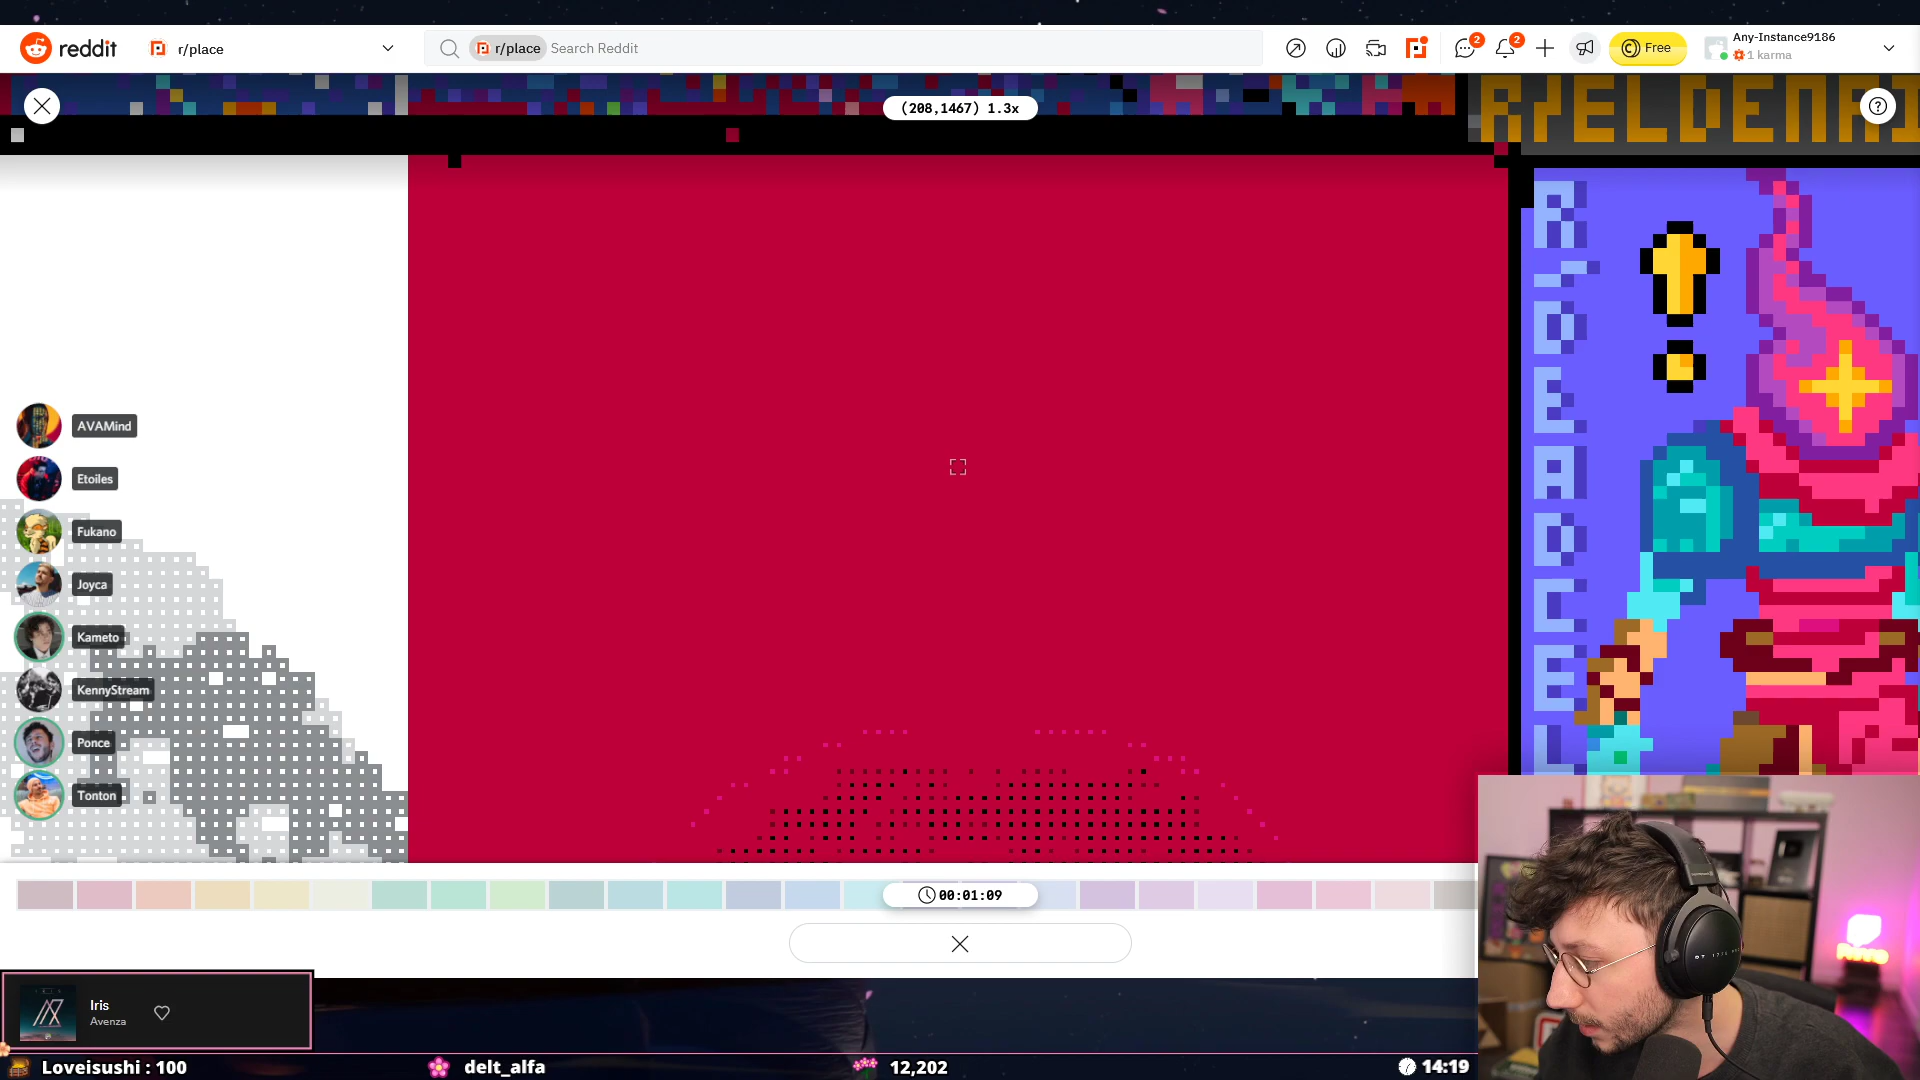 reddit
r/place
r/place Search Reddit
2
2
Free
Any-Instance9186
1 karma
(208,1467) 1.3x
R/ELDENRI
R/DEADCEL
AVAMind
Etoiles
Fukano
Joyca
Kameto
KennyStream
Ponce
Tonton
00:01:09
Iris
Avenza
Loveisushi : 100
delt_alfa
12,202
14:19